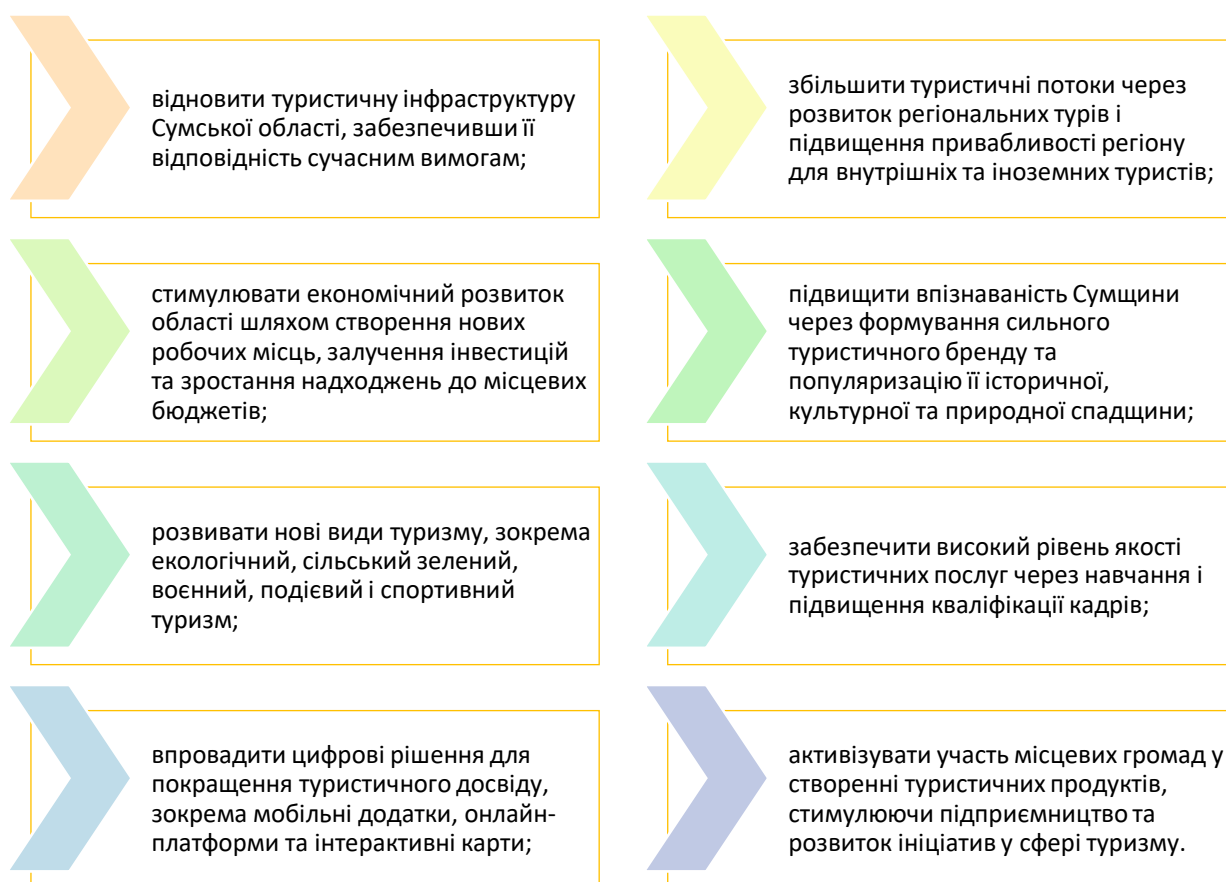 відновити туристичну інфраструктуру
Сумської області, забезпечивши її
відповідність сучасним вимогам;
збільшити туристичні потоки через
розвиток регіональних турів і
підвищення привабливості регіону
для внутрішніх та іноземних туристів;
стимулювати економічний розвиток
області шляхом створення нових
робочих місць, залучення інвестицій
та зростання надходжень до місцевих
бюджетів;
підвищити впізнаваність Сумщини
через формування сильного
туристичного бренду та
популяризацію її історичної,
культурної та природної спадщини;
розвивати нові види туризму, зокрема
екологічний, сільський зелений,
воєнний, подієвий і спортивний
туризм;
забезпечити високий рівень якості
туристичних послуг через навчання і
підвищення кваліфікації кадрів;
впровадити цифрові рішення для
покращення туристичного досвіду,
зокрема мобільні додатки, онлайн-
платформи та інтерактивні карти;
активізувати участь місцевих громад у
створенні туристичних продуктів,
стимулюючи підприємництво та
розвиток ініціатив у сфері туризму.